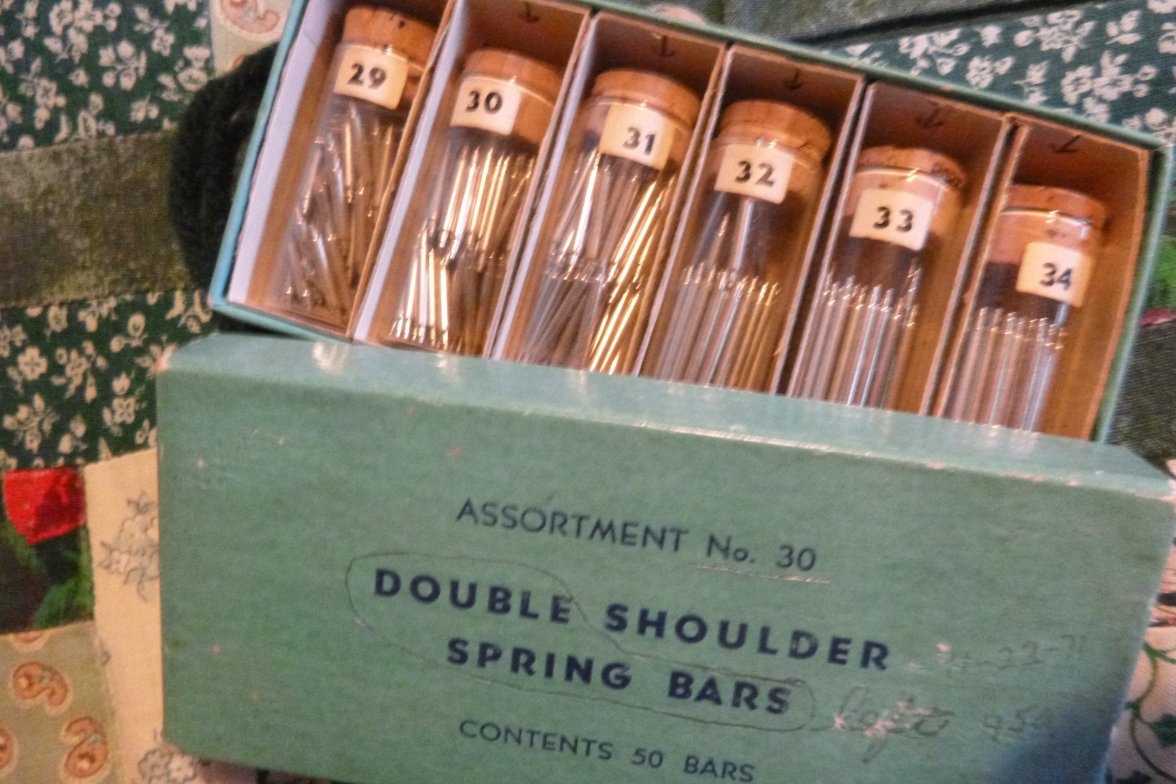 29 30 31 32 33 34
ASSORTMENT No. 30
DOUBLE SHOULDER
SPRING BARS
CONTENTS 50 BARS